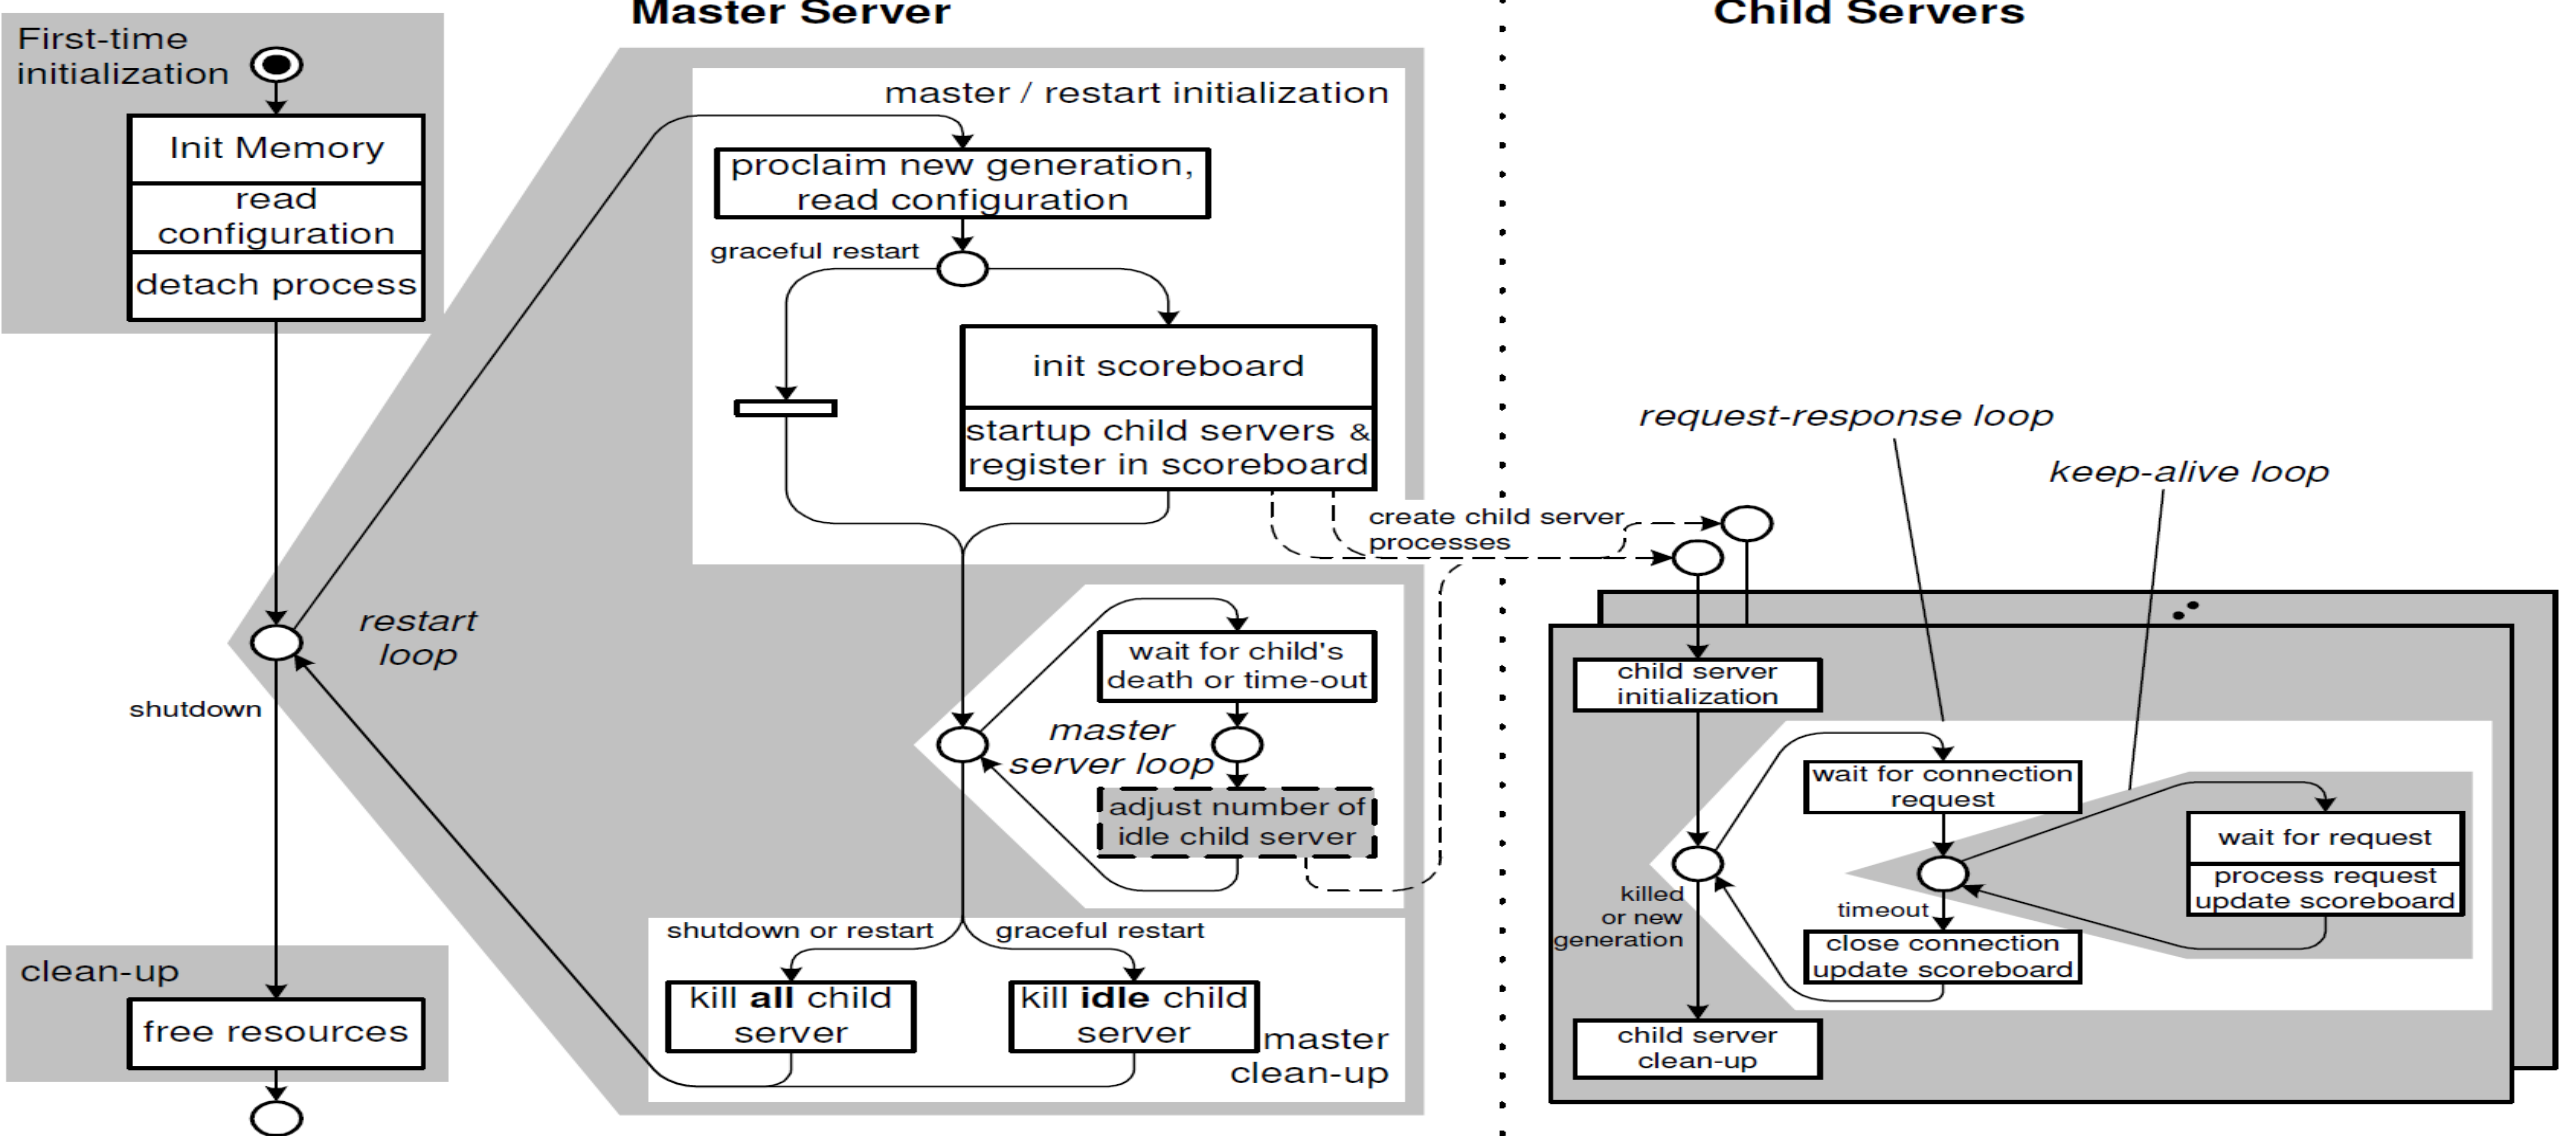 Master Server
Child Servers
First-time
initialization
Init Memory
read
configuration
detach process
master / restart initialization
proclaim new generation,
read configuration
graceful restart
init scoreboard
startup child servers &
register in scoreboard
create child server
processes
request-response loop
keep-alive loop
restart
loop
shutdown
wait for child's
death or time-out
master
server loop
adjust number of
idle child server
shutdown or restart
graceful restart
kill all child
server
kill idle child
server
master
clean-up
clean-up
free resources
child server
initialization
wait for connection
request
wait for request
process request
update scoreboard
killed
or new
generation
timeout
close connection
update scoreboard
child server
clean-up